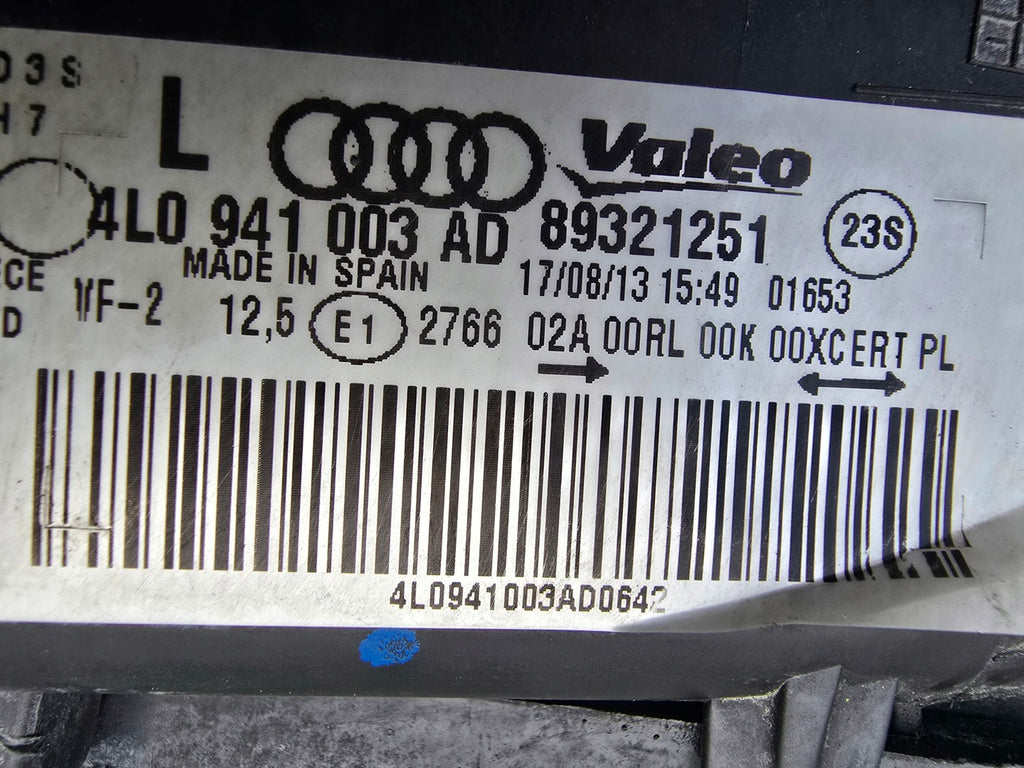 D3S
H7
L Valeo
4L0 941 003 AD 89321251 23S
MADE IN SPAIN 17/08/13 15:49 01653
ECE VF-2 12,5 E1 2766 02A 00RL 00K 00XCERT PL
D
4L0941003AD0642